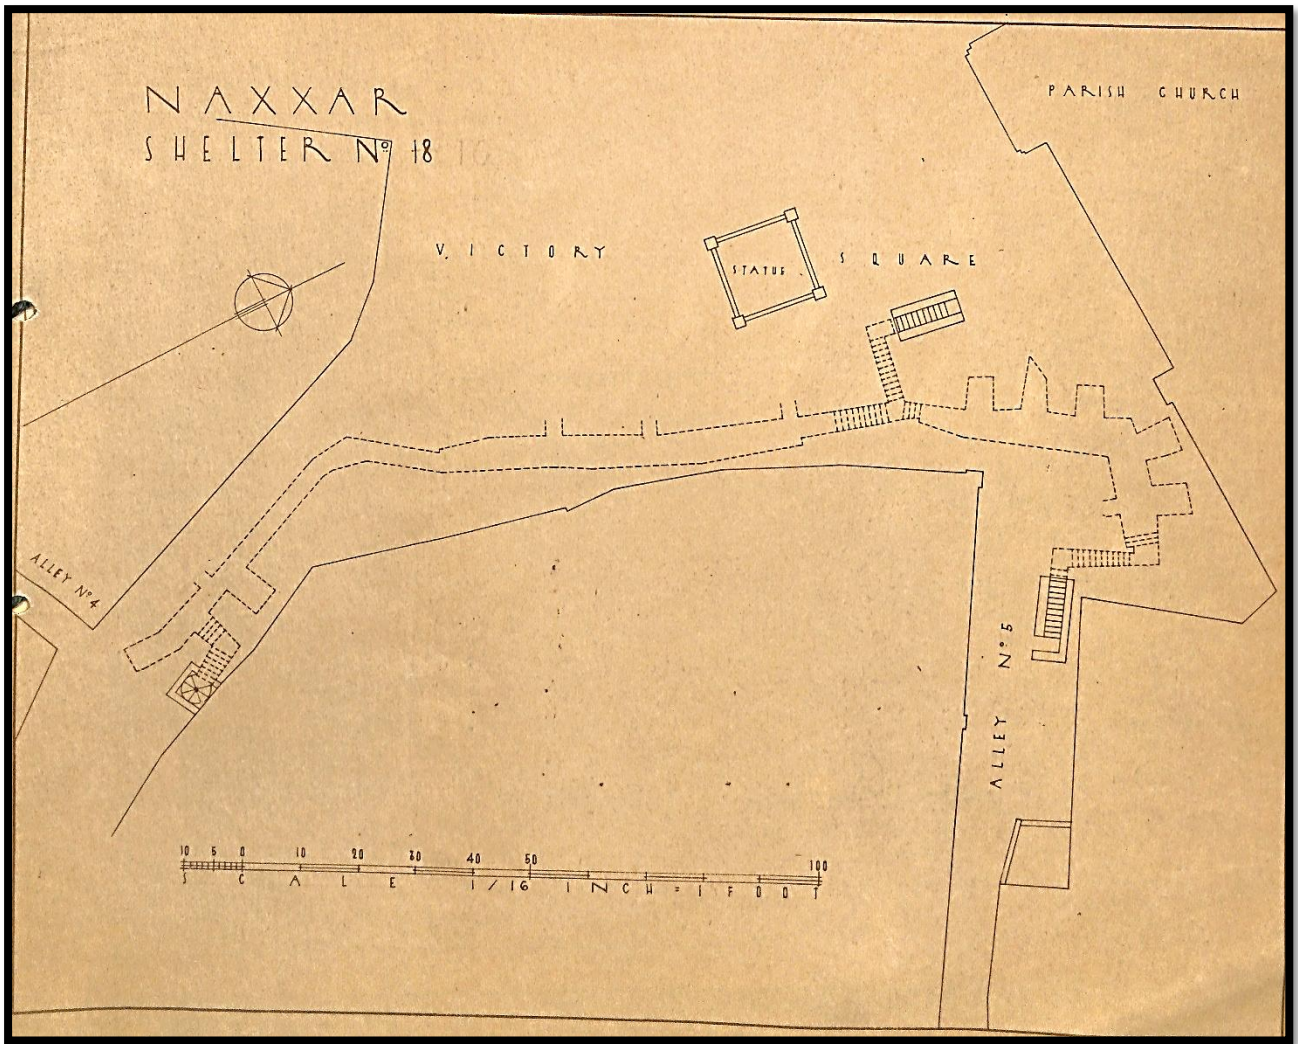 NAXXAR
SHELTER Nº 18
PARISH CHURCH
VICTORY SQUARE
STATUE
ALLEY Nº 4
ALLEY Nº 5
10 5 0 10 20 30 40 50 100
SCALE 1/16 INCH = 1 FOOT